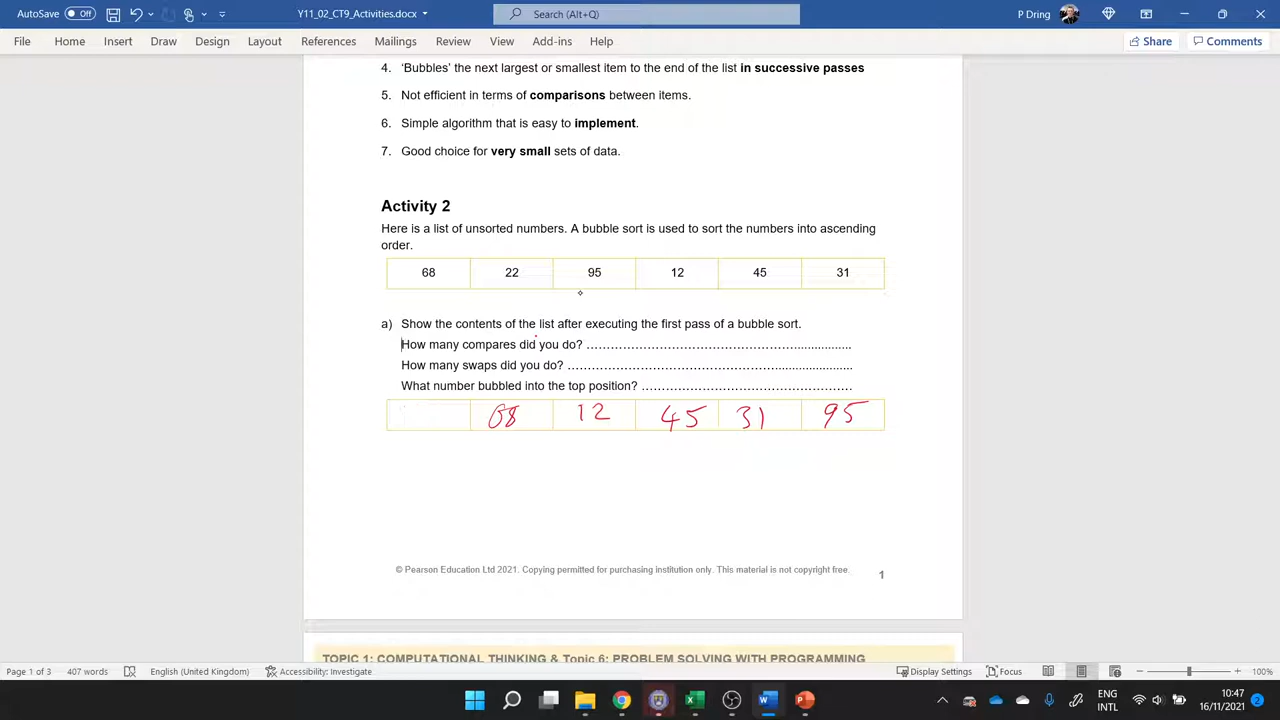 AutoSave Off Y11_02_CT9_Activities.docx Search (Alt+Q) P Dring
File Home Insert Draw Design Layout References Mailings Review View Add-ins Help Share Comments
4. ‘Bubbles’ the next largest or smallest item to the end of the list in successive passes
5. Not efficient in terms of comparisons between items.
6. Simple algorithm that is easy to implement.
7. Good choice for very small sets of data.
Activity 2
Here is a list of unsorted numbers. A bubble sort is used to sort the numbers into ascending
order.
68 22 95 12 45 31
a) Show the contents of the list after executing the first pass of a bubble sort.
How many compares did you do? ……………………………………………...............
How many swaps did you do? ……………………………………………......................
What number bubbled into the top position? ……………………………………………
68 12 45 31 95
© Pearson Education Ltd 2021. Copying permitted for purchasing institution only. This material is not copyright free.
1
TOPIC 1: COMPUTATIONAL THINKING & Topic 6: PROBLEM SOLVING WITH PROGRAMMING
Page 1 of 3 407 words English (United Kingdom) Accessibility: Investigate Display Settings Focus 100%
ENG
INTL
10:47
16/11/2021